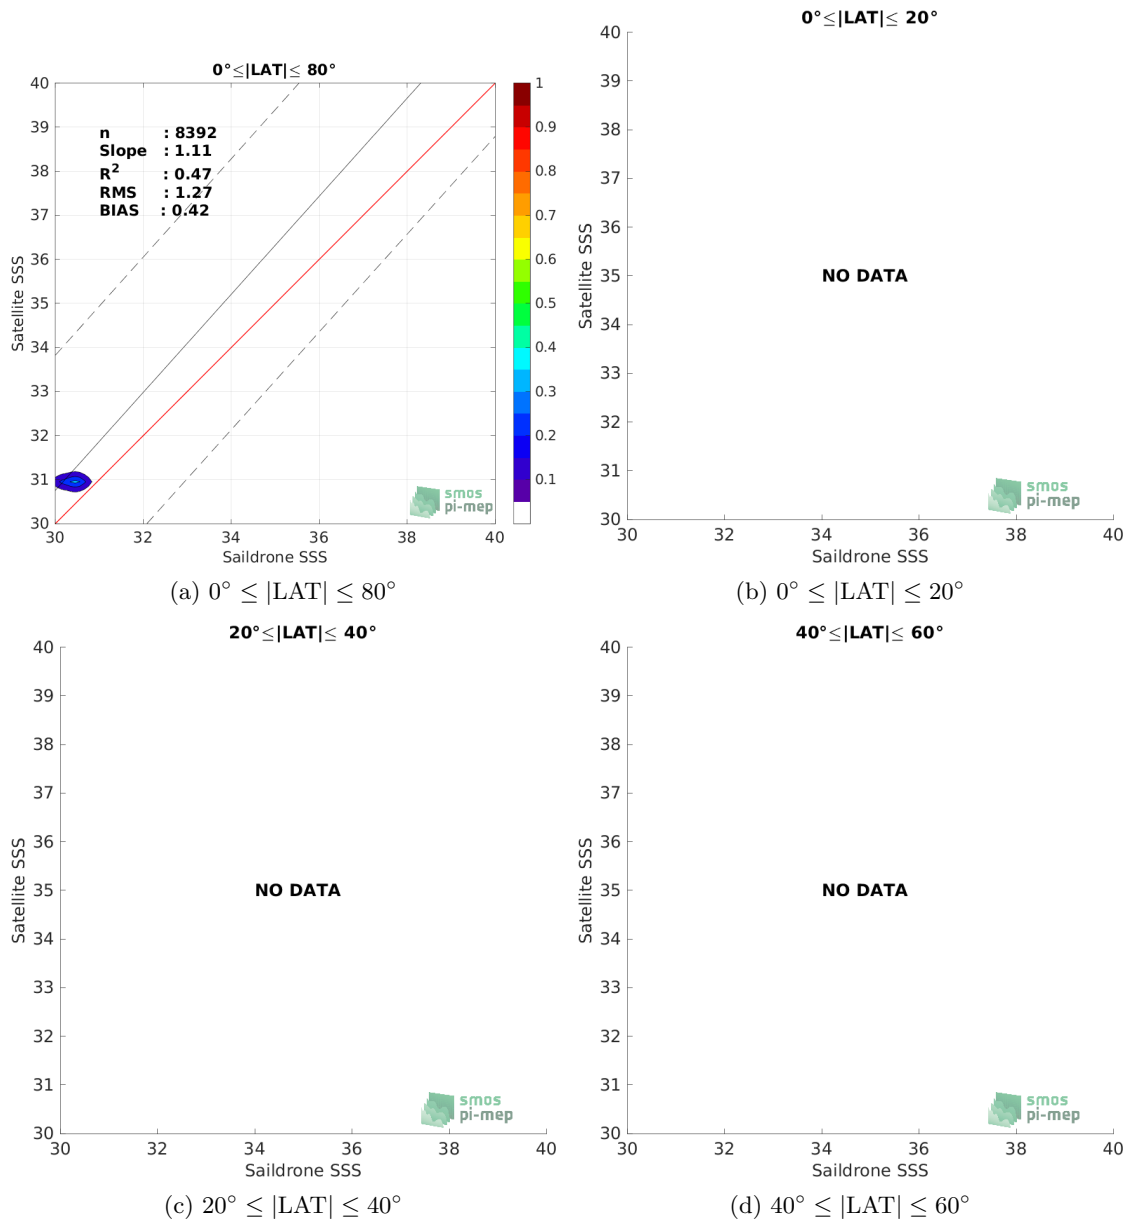 0°≤|LAT|≤ 80°
40
39
38
37
36
35
34
33
32
31
30
Satellite SSS
n : 8392
Slope : 1.11
R² : 0.47
RMS : 1.27
BIAS : 0.42
smos
pi-mep
30 32 34 36 38 40
Saildrone SSS
1
0.9
0.8
0.7
0.6
0.5
0.4
0.3
0.2
0.1
(a) 0° ≤ |LAT| ≤ 80°
0°≤|LAT|≤ 20°
40
39
38
37
36
35
34
33
32
31
30
Satellite SSS
NO DATA
smos
pi-mep
30 32 34 36 38 40
Saildrone SSS
(b) 0° ≤ |LAT| ≤ 20°
20°≤|LAT|≤ 40°
40
39
38
37
36
35
34
33
32
31
30
Satellite SSS
NO DATA
smos
pi-mep
30 32 34 36 38 40
Saildrone SSS
(c) 20° ≤ |LAT| ≤ 40°
40°≤|LAT|≤ 60°
40
39
38
37
36
35
34
33
32
31
30
Satellite SSS
NO DATA
smos
pi-mep
30 32 34 36 38 40
Saildrone SSS
(d) 40° ≤ |LAT| ≤ 60°